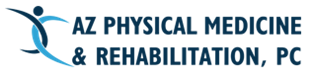 AZ PHYSICAL MEDICINE
& REHABILITATION, PC